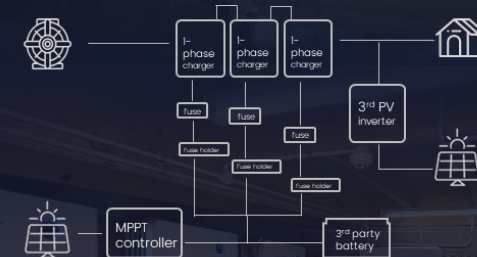 1-
phase
charger
1-
phase
charger
1-
phase
charger
fuse
fuse
fuse
3rd PV
inverter
Fuse holder
Fuse holder
Fuse holder
MPPT
controller
3rd party
battery